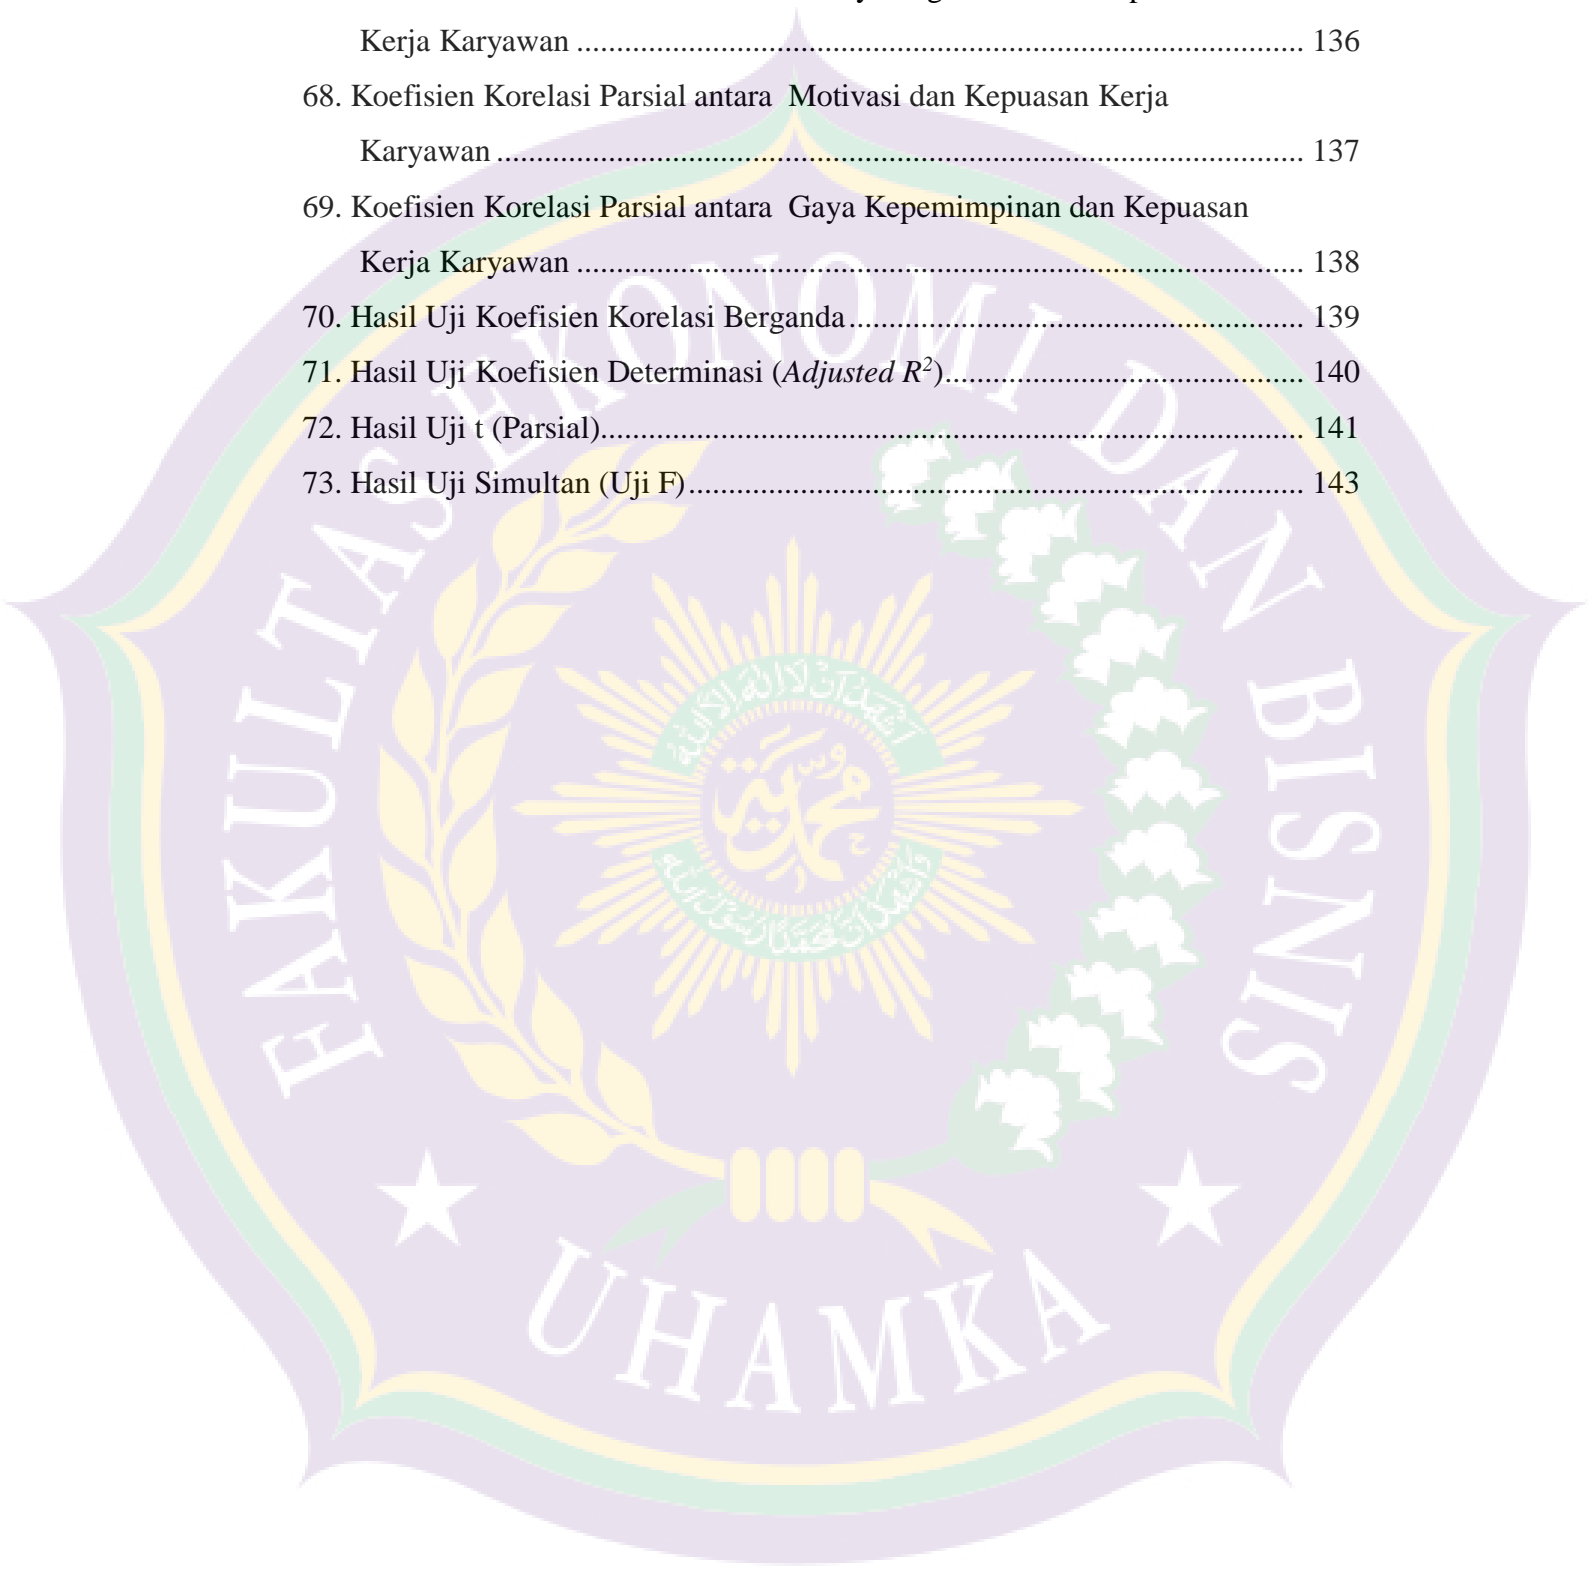 Kerja Karyawan ............................................................................................ 136
68. Koefisien Korelasi Parsial antara  Motivasi dan Kepuasan Kerja
Karyawan ...................................................................................................... 137
69. Koefisien Korelasi Parsial antara  Gaya Kepemimpinan dan Kepuasan
Kerja Karyawan ............................................................................................ 138
70. Hasil Uji Koefisien Korelasi Berganda .......................................................... 139
71. Hasil Uji Koefisien Determinasi (Adjusted R²) .............................................. 140
72. Hasil Uji t (Parsial) ......................................................................................... 141
73. Hasil Uji Simultan (Uji F) .............................................................................. 143
FAKULTAS EKONOMI DAN BISNIS
UHAMKA